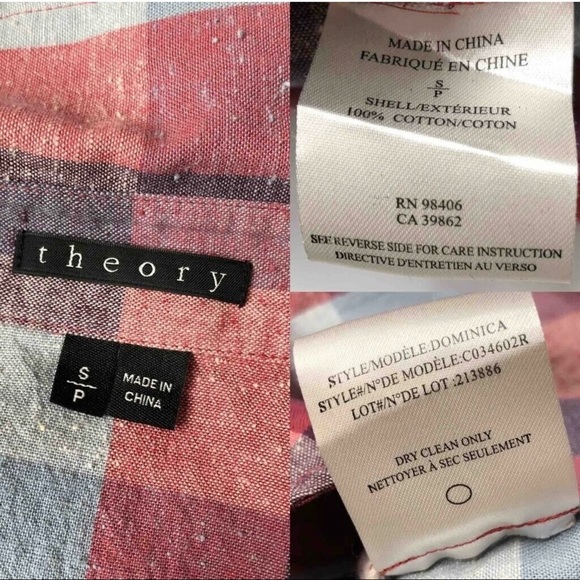 theory
S
P
MADE IN
CHINA
MADE IN CHINA
FABRIQUÉ EN CHINE
S
P
SHELL/EXTÉRIEUR
100% COTTON/COTON
RN 98406
CA 39862
SEE REVERSE SIDE FOR CARE INSTRUCTION
DIRECTIVE D'ENTRETIEN AU VERSO
STYLE/MODÈLE:DOMINICA
STYLE#/N°DE MODÈLE:C034602R
LOT#/N°DE LOT :213886
DRY CLEAN ONLY
NETTOYER À SEC SEULEMENT